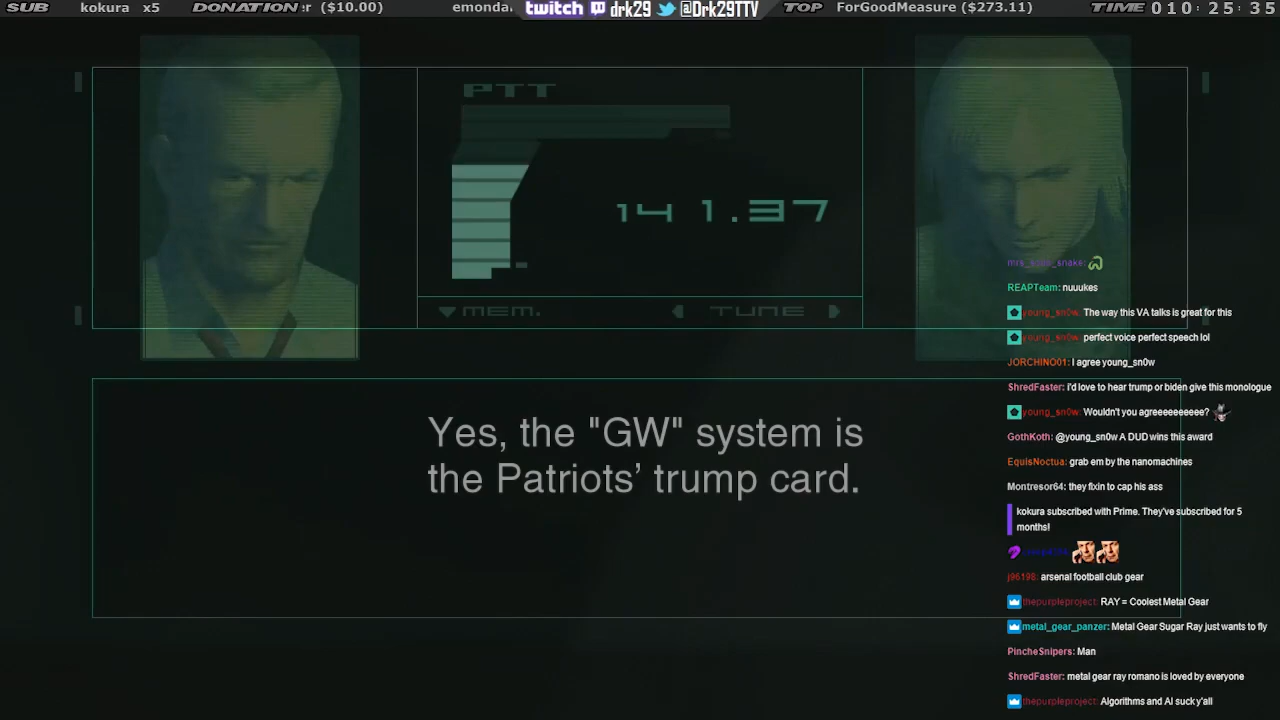 SUB kokura x5 DONATION er ($10.00) emonda twitch drk29 @Drk29TTV TOP ForGoodMeasure ($273.11) TIME 010:25:35
PTT
141.37
MEM. TUNE
Yes, the "GW" system is
the Patriots’ trump card.
REAPTeam: nuuukes
young_sn0w: The way this VA talks is great for this
young_sn0w: perfect voice perfect speech lol
JORCHINO01: I agree young_sn0w
ShredFaster: i'd love to hear trump or biden give this monologue
young_sn0w: Wouldn't you agreeeeeeeeee?
GothKoth: @young_sn0w A DUD wins this award
EquisNoctua: grab em by the nanomachines
Montresor64: they fixin to cap his ass
kokura subscribed with Prime. They've subscribed for 5
months!
j96198: arsenal football club gear
thepurpleproject: RAY = Coolest Metal Gear
metal_gear_panzer: Metal Gear Sugar Ray just wants to fly
PincheSnipers: Man
ShredFaster: metal gear ray romano is loved by everyone
thepurpleproject: Algorithms and AI suck y'all